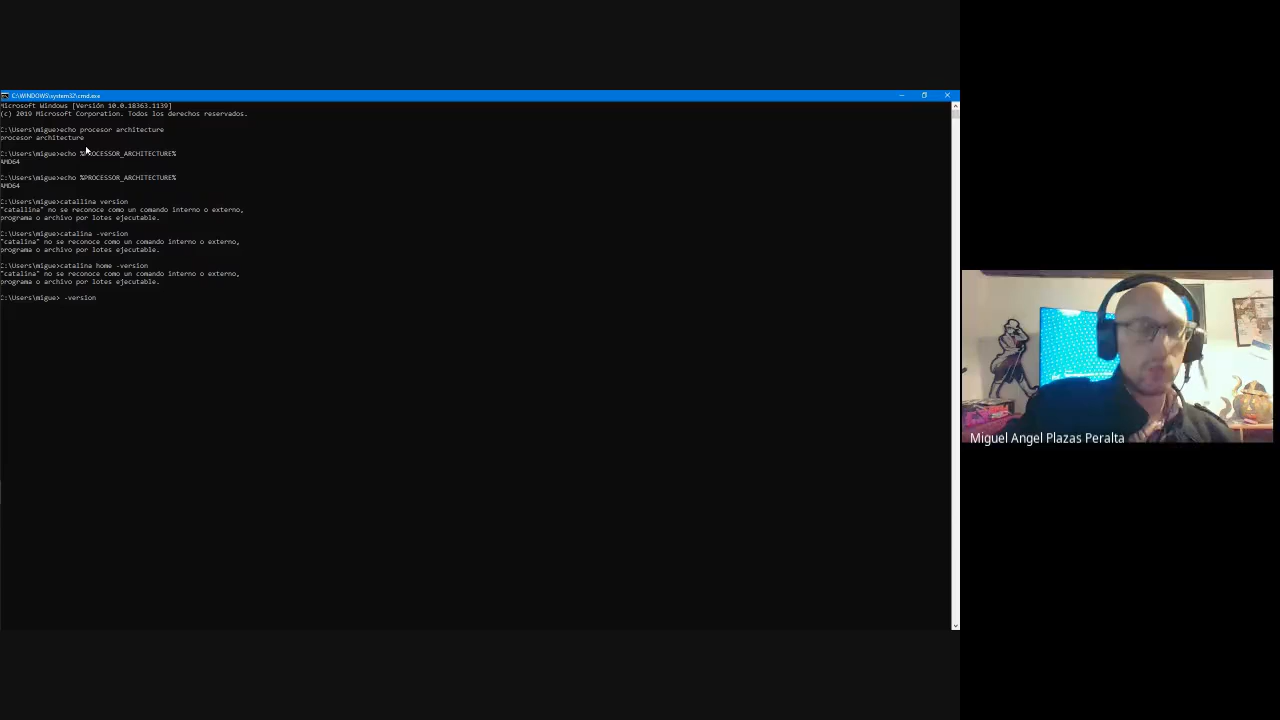 C:\WINDOWS\system32\cmd.exe
Microsoft Windows [Versión 10.0.18363.1139]
(c) 2019 Microsoft Corporation. Todos los derechos reservados.
C:\Users\migue>echo procesor architecture
procesor architecture
C:\Users\migue>echo %PROCESSOR_ARCHITECTURE%
AMD64
C:\Users\migue>echo %PROCESSOR_ARCHITECTURE%
AMD64
C:\Users\migue>catallina version
"catallina" no se reconoce como un comando interno o externo,
programa o archivo por lotes ejecutable.
C:\Users\migue>catalina -version
"catalina" no se reconoce como un comando interno o externo,
programa o archivo por lotes ejecutable.
C:\Users\migue>catalina home -version
"catalina" no se reconoce como un comando interno o externo,
programa o archivo por lotes ejecutable.
C:\Users\migue> -version
Miguel Angel Plazas Peralta